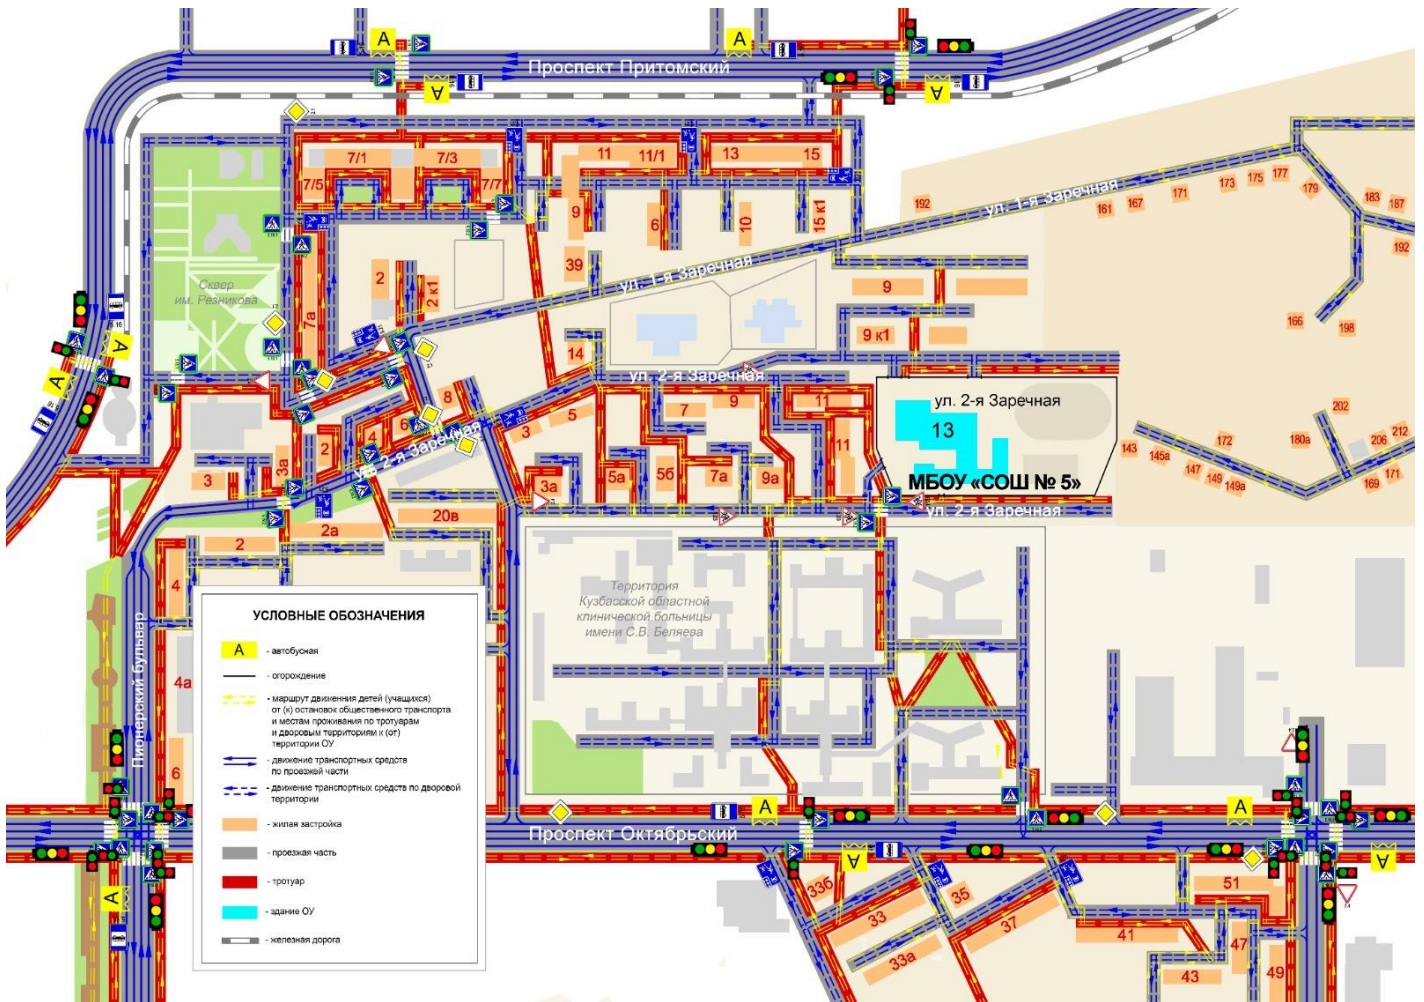 А
А
Проспект Притомский
А
А
7/1
7/3
11
11/1
13
15
7/5
7/7
9
6
10
15 к1
192
ул. 1-я Заречная
161
167
171
173
175
177
179
183
187
192
39
2
2 к1
ул. 1-я Заречная
Сквер
им. Резникова
7а
9
9 к1
166
198
А
А
14
ул. 2-я Заречная
8
6
4
2
3
5
7
9
11
ул. 2-я Заречная
13
МБОУ «СОШ № 5»
ул. 2-я Заречная
ул. 2-я Заречная
3
3а
3а
5а
5б
7а
9а
11
143
145а
147
149
149а
172
180а
202
206
212
171
169
2
2а
20в
4
4а
6
Пионерский бульвар
Территория
Кузбасской областной
клинической больницы
имени С.В. Беляева
УСЛОВНЫЕ ОБОЗНАЧЕНИЯ
А
- автобусная
- огорождение
- маршрут движенния детей (учащихся)
от (к) остановок общественного транспорта
и местам проживания по тротуарам
и дворовым территориям к (от)
территории ОУ
- движение транспортных средств
по проезжей части
- движение транспортных средств по дворовой
территории
- жилая застройка
- проезжая часть
- тротуар
- здание ОУ
- железная дорога
Проспект Октябрьский
А
А
А
А
А
33б
33
33а
35
37
41
43
47
49
51